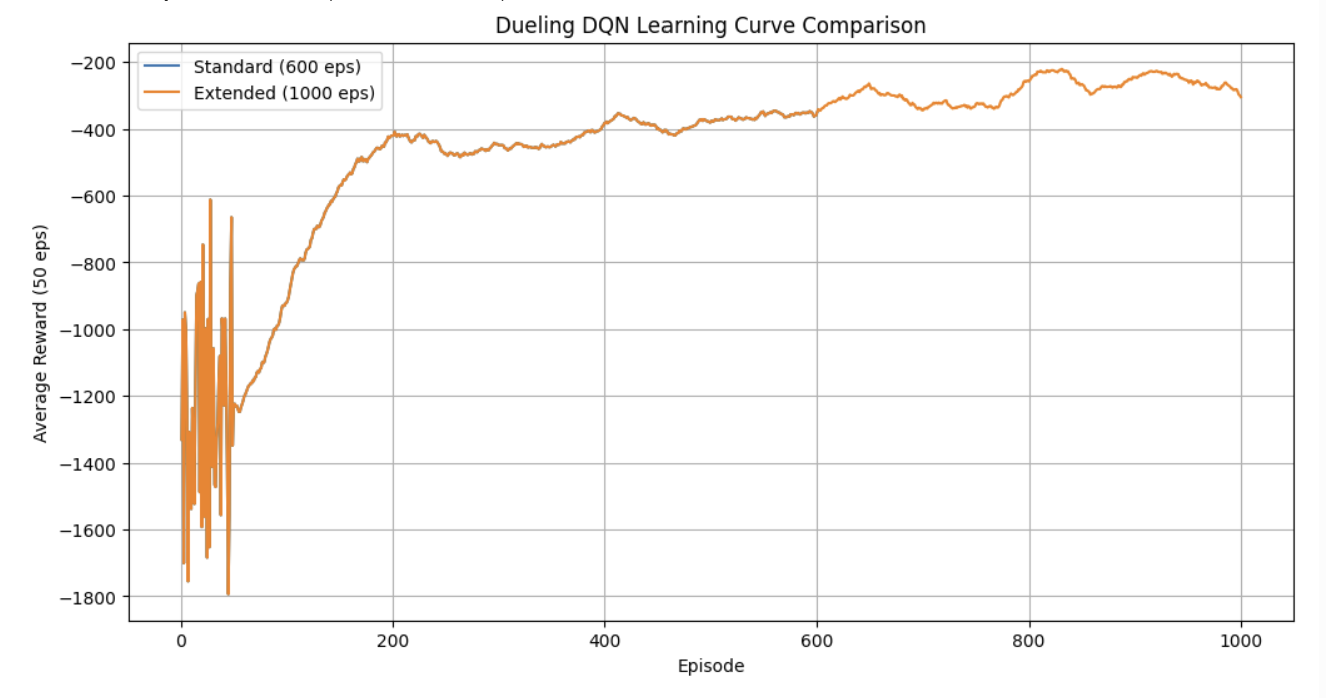 Dueling DQN Learning Curve Comparison
Standard (600 eps)
Extended (1000 eps)
Average Reward (50 eps)
−200
−400
−600
−800
−1000
−1200
−1400
−1600
−1800
0 200 400 600 800 1000
Episode